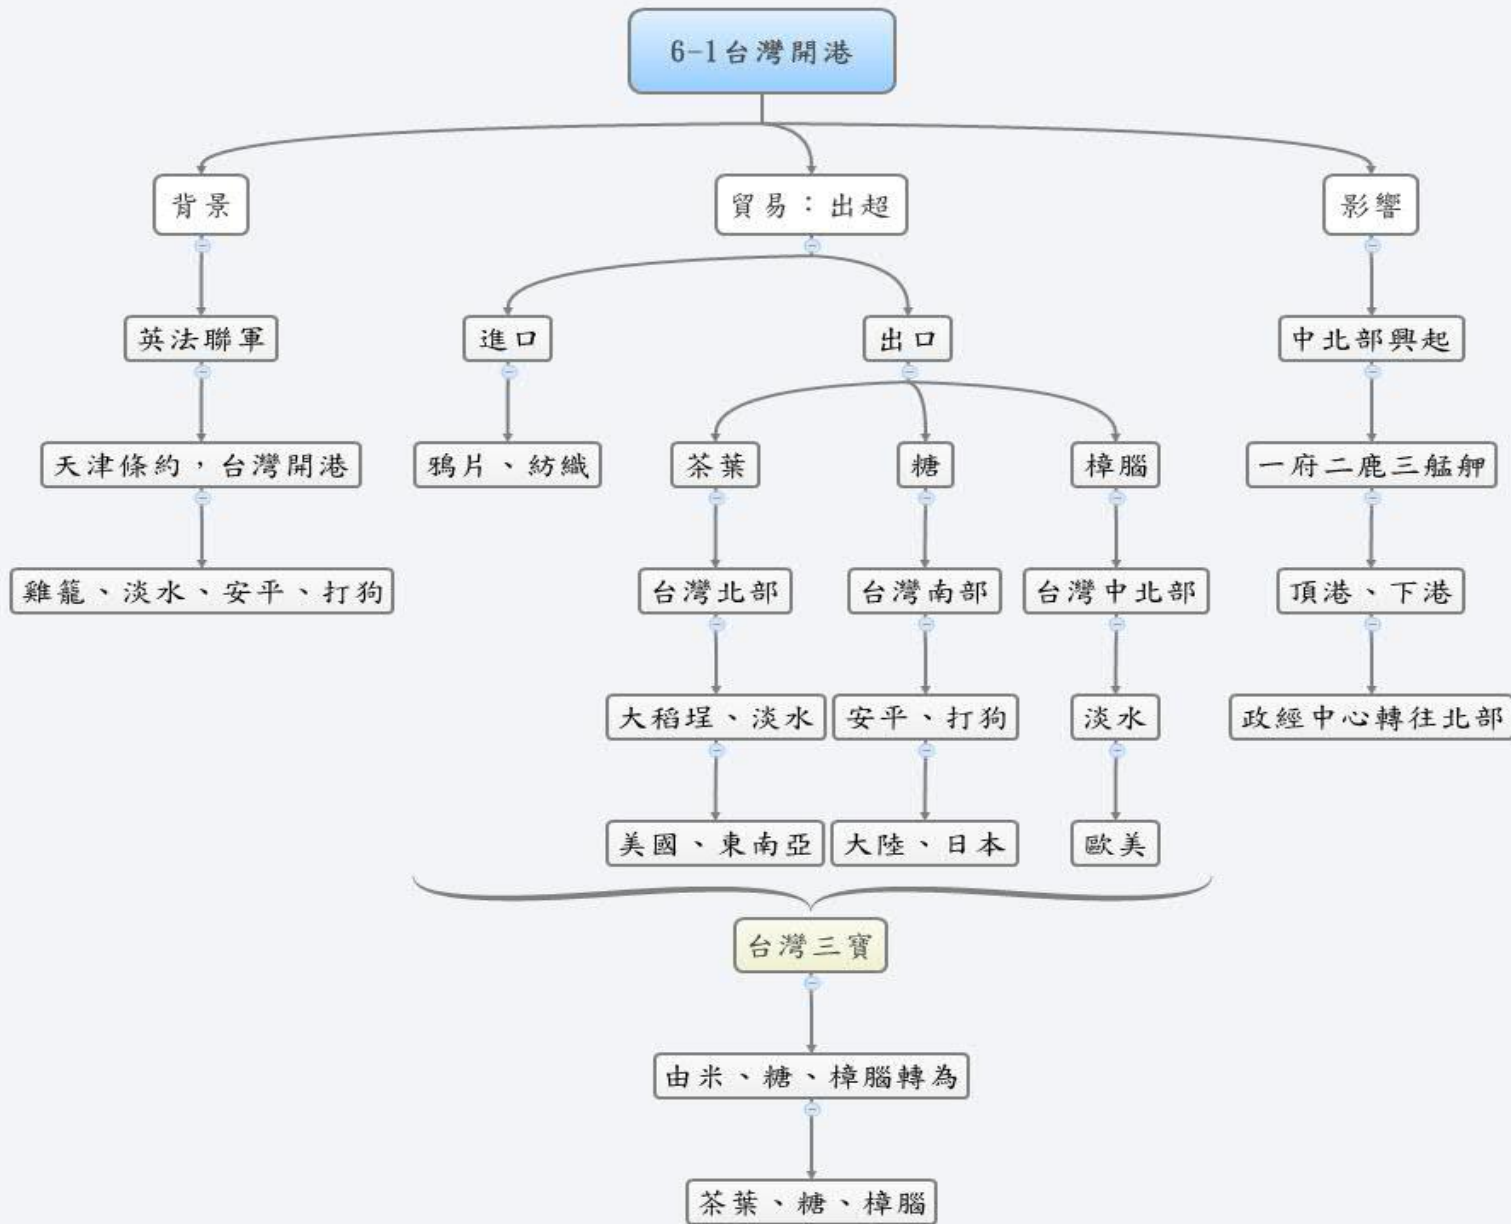 6-1台灣開港
背景
貿易：出超
影響
英法聯軍
進口
出口
中北部興起
天津條約，台灣開港
鴉片、紡織
茶葉
糖
樟腦
一府二鹿三艋舺
雞籠、淡水、安平、打狗
台灣北部
台灣南部
台灣中北部
頂港、下港
大稻埕、淡水
安平、打狗
淡水
政經中心轉往北部
美國、東南亞
大陸、日本
歐美
台灣三寶
由米、糖、樟腦轉為
茶葉、糖、樟腦